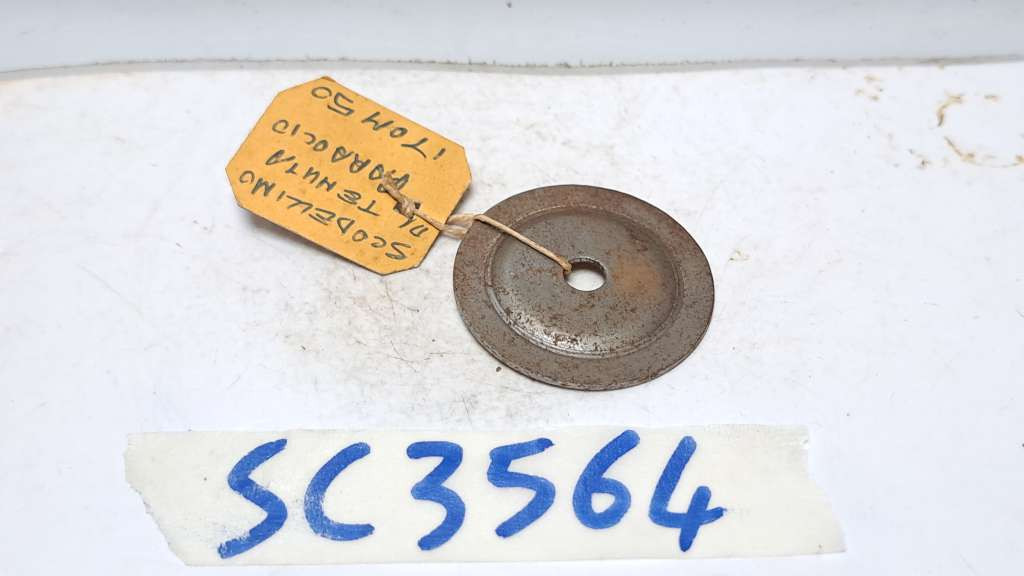 SCODELLINO
DI TENUTA
PARAOLIO
ITOM 50
SC3564